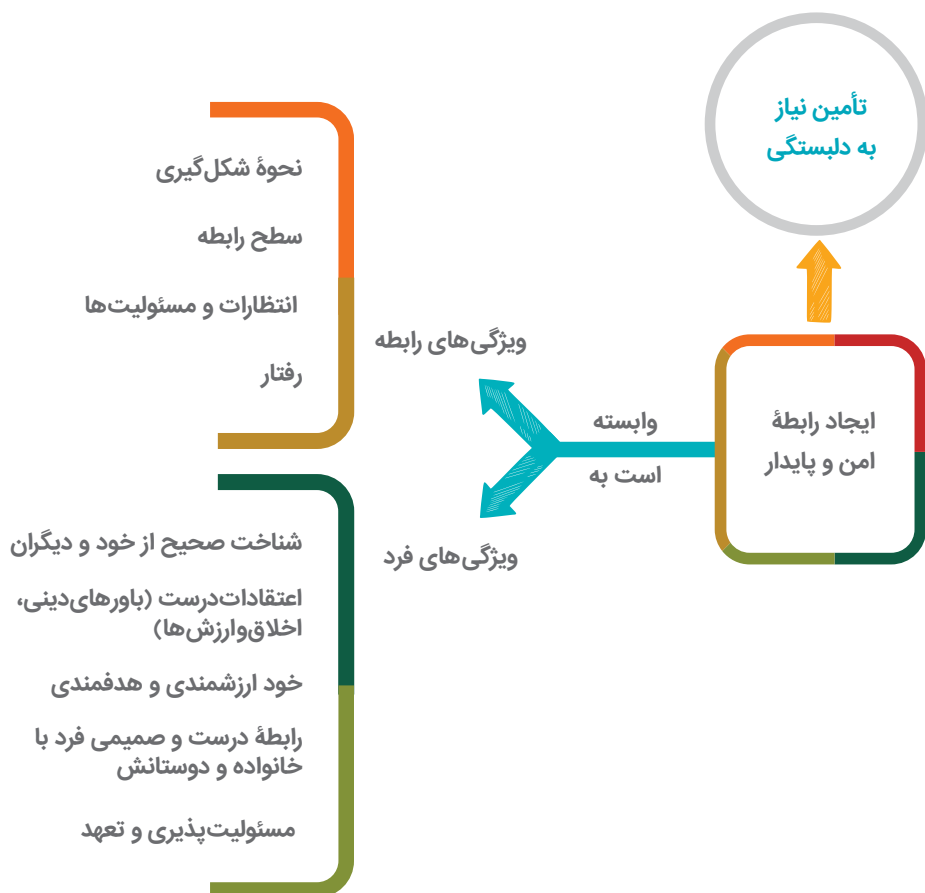 تأمین نیاز
به دلبستگی
ایجاد رابطهٔ
امن و پایدار
وابسته
است به
ویژگی‌های رابطه
نحوهٔ شکل‌گیری
سطح رابطه
انتظارات و مسئولیت‌ها
رفتار
ویژگی‌های فرد
شناخت صحیح از خود و دیگران
اعتقادات‌درست (باورهای‌دینی،
اخلاق‌وارزش‌ها)
خود ارزشمندی و هدفمندی
رابطهٔ درست و صمیمی فرد با
خانواده و دوستانش
مسئولیت‌پذیری و تعهد